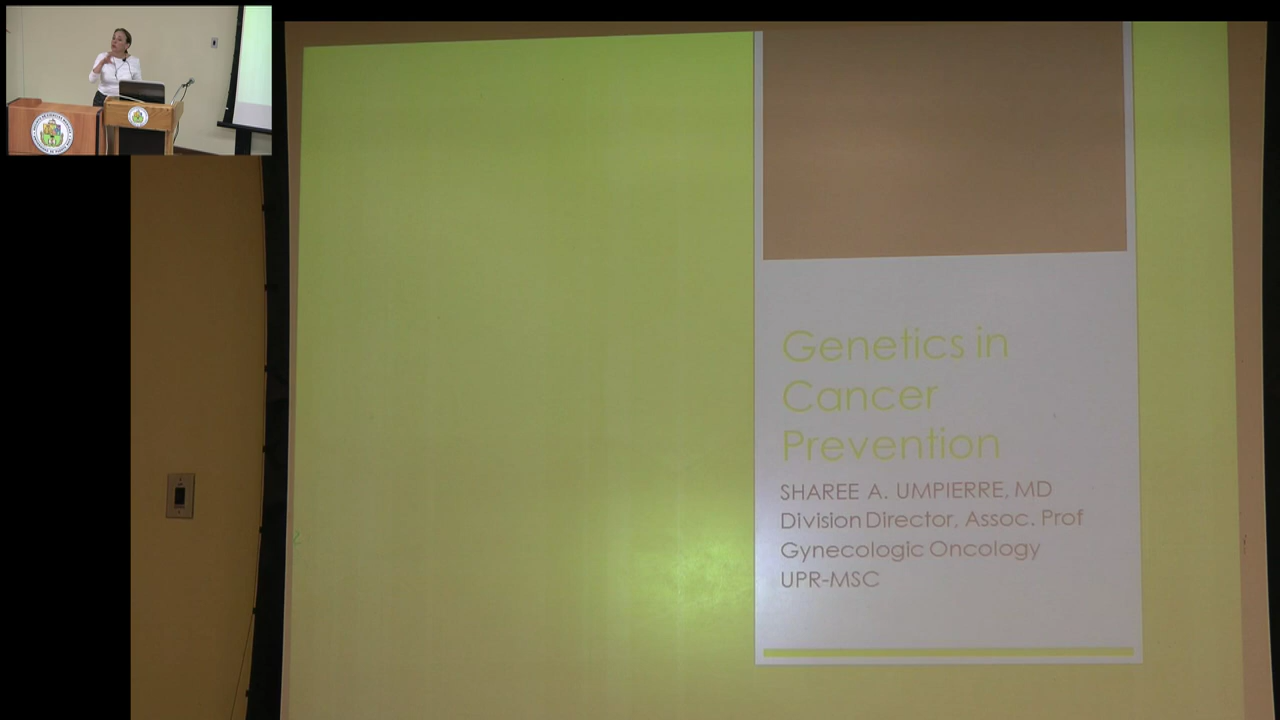 Genetics in
Cancer
Prevention
SHAREE A. UMPIERRE, MD
Division Director, Assoc. Prof
Gynecologic Oncology
UPR-MSC